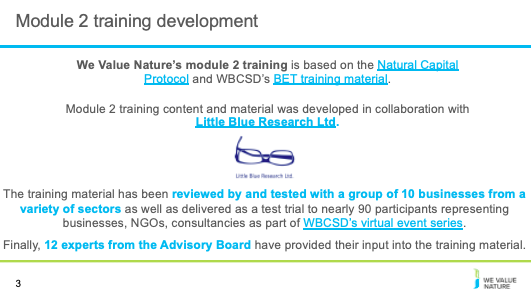 Module 2 training development
We Value Nature's module 2 training is based on the Natural Capital
Protocol and WBCSD's BET training material.
Module 2 training content and material was developed in collaboration with
Little Blue Research Ltd.
Little Blue Research Ltd.
The training material has been reviewed by and tested with a group of 10 businesses from a
variety of sectors as well as delivered as a test trial to nearly 90 participants representing
businesses, NGOs, consultancies as part of WBCSD's virtual event series.
Finally, 12 experts from the Advisory Board have provided their input into the training material.
3
WE VALUE
NATURE